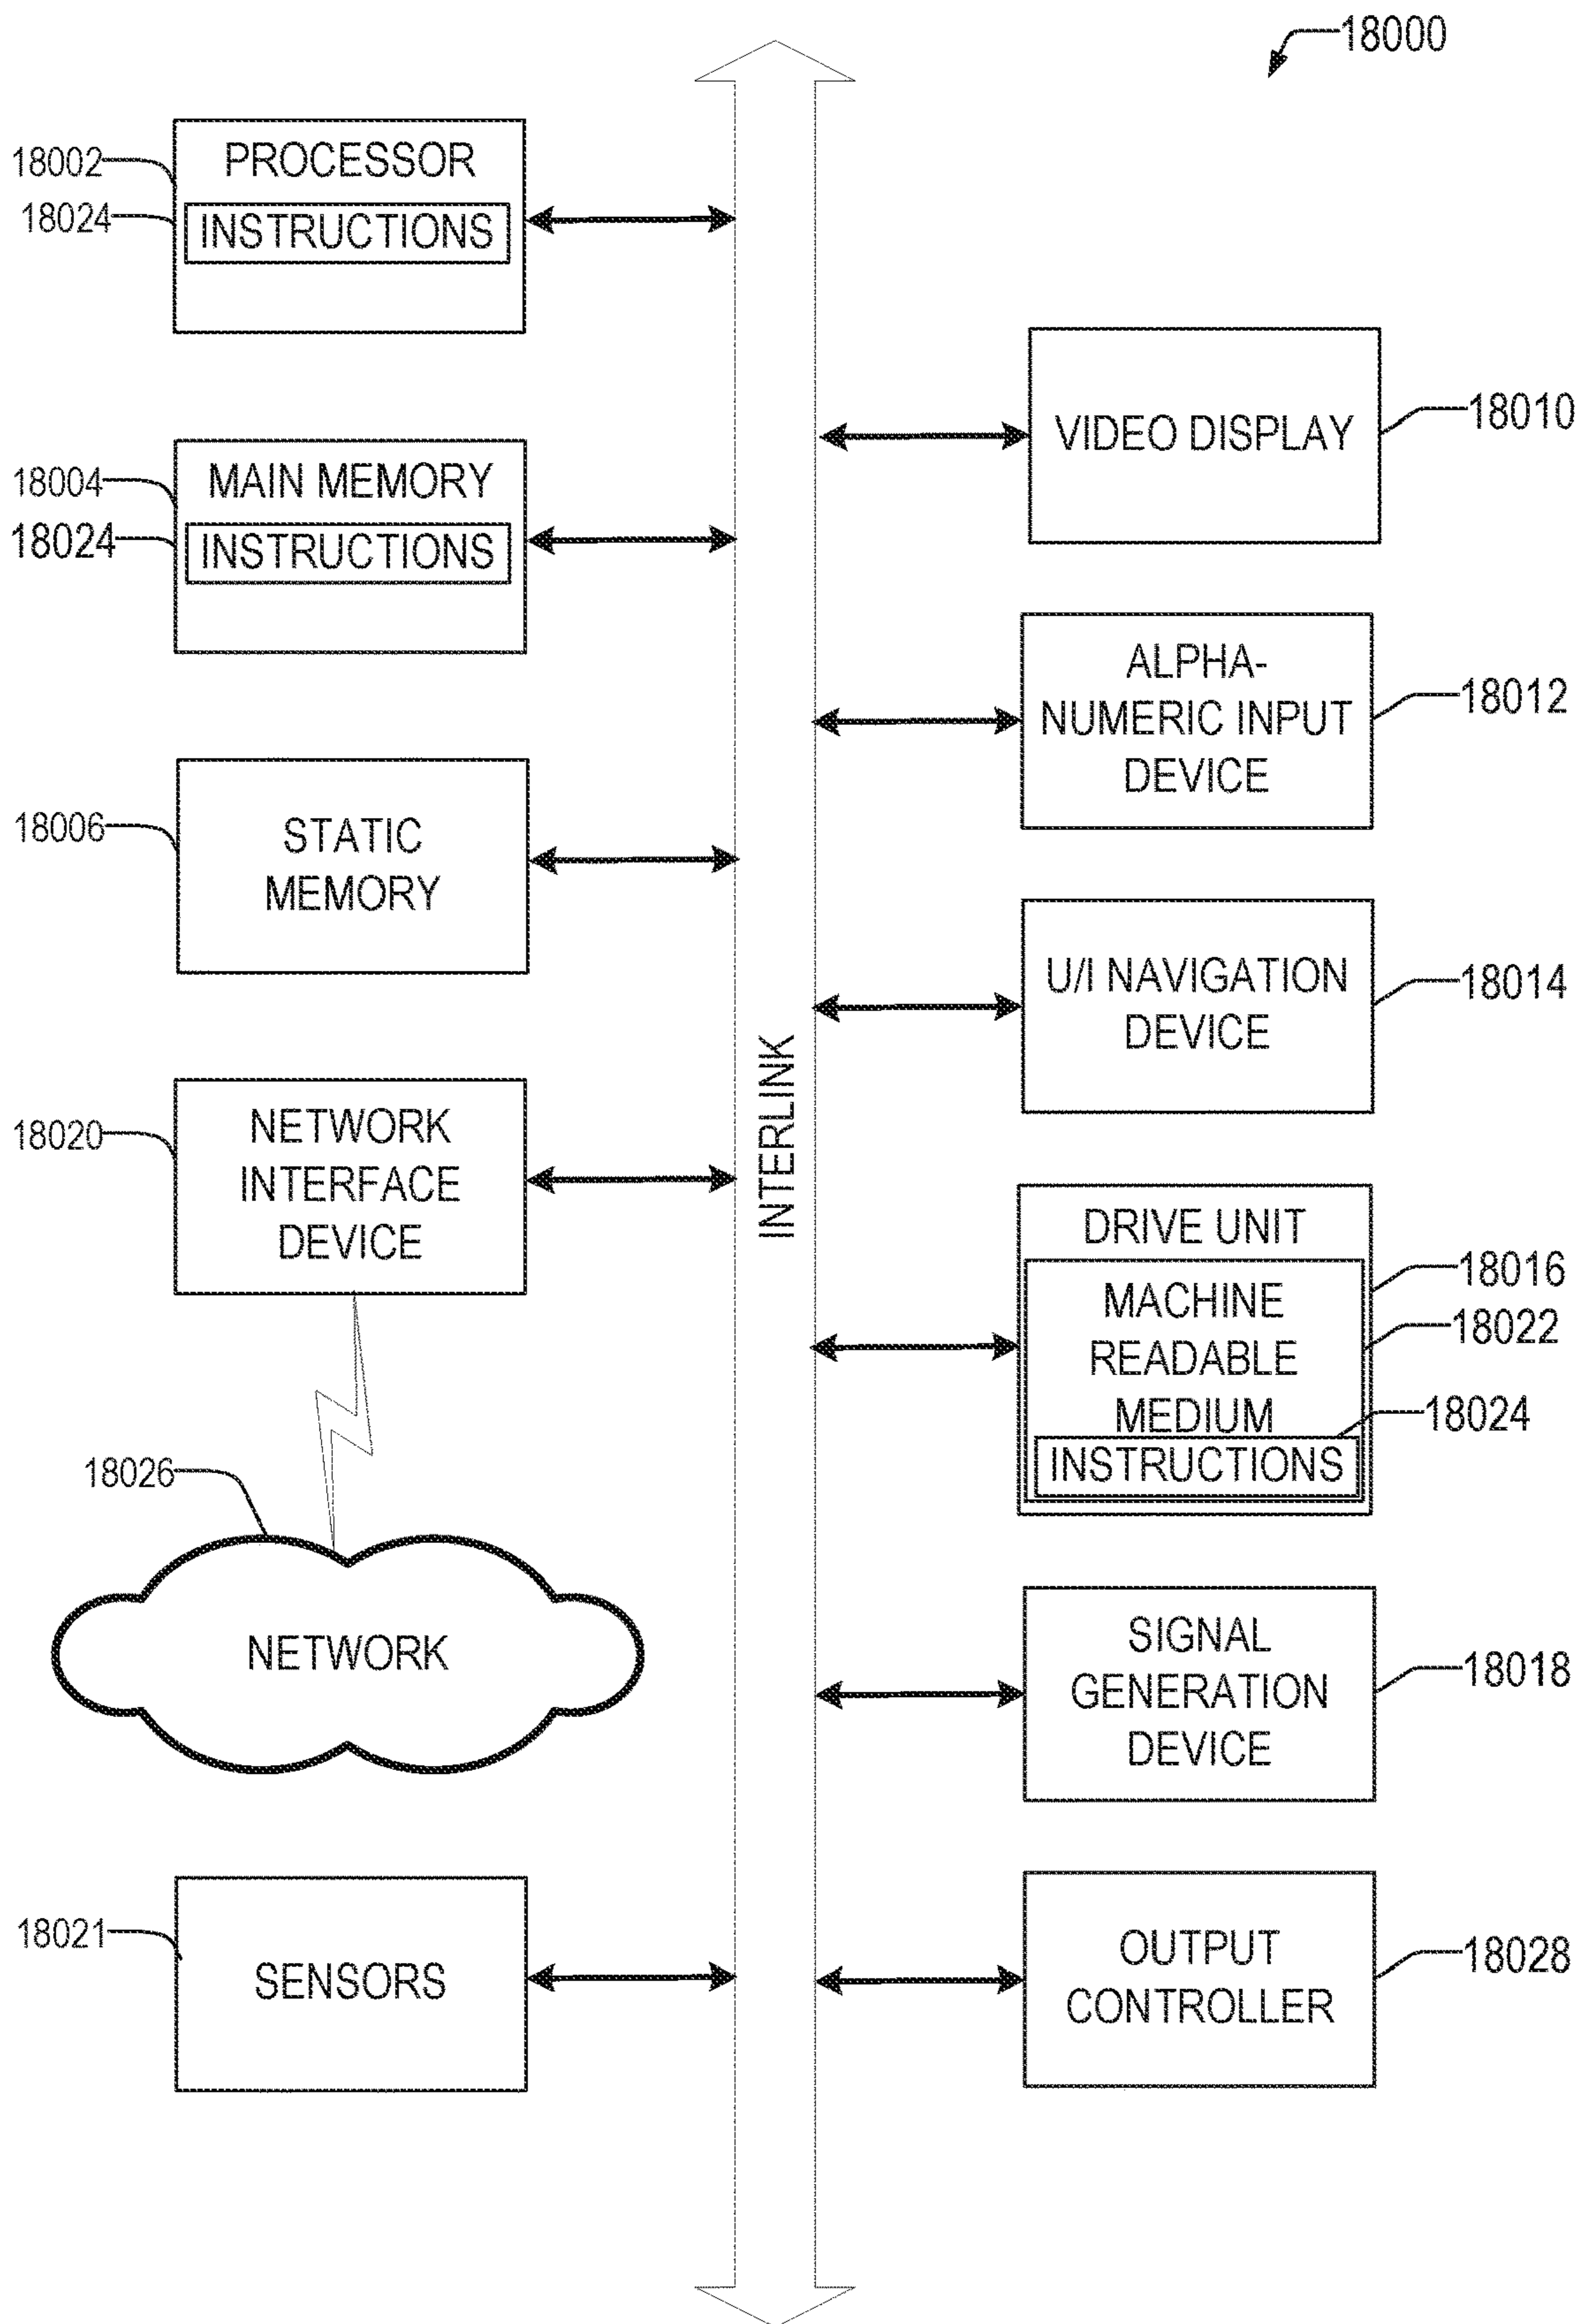 18000
18002
PROCESSOR
18024
INSTRUCTIONS
18004
MAIN MEMORY
18024
INSTRUCTIONS
18006
STATIC
MEMORY
18020
NETWORK
INTERFACE
DEVICE
18026
NETWORK
18021
SENSORS
INTERLINK
VIDEO DISPLAY
18010
ALPHA-
NUMERIC INPUT
DEVICE
18012
U/I NAVIGATION
DEVICE
18014
DRIVE UNIT
18016
MACHINE
READABLE
MEDIUM
18022
INSTRUCTIONS
18024
SIGNAL
GENERATION
DEVICE
18018
OUTPUT
CONTROLLER
18028